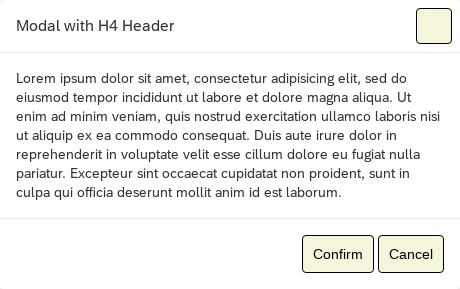 Modal with H4 Header
Lorem ipsum dolor sit amet, consectetur adipisicing elit, sed do
eiusmod tempor incididunt ut labore et dolore magna aliqua. Ut
enim ad minim veniam, quis nostrud exercitation ullamco laboris nisi
ut aliquip ex ea commodo consequat. Duis aute irure dolor in
reprehenderit in voluptate velit esse cillum dolore eu fugiat nulla
pariatur. Excepteur sint occaecat cupidatat non proident, sunt in
culpa qui officia deserunt mollit anim id est laborum.
Confirm Cancel